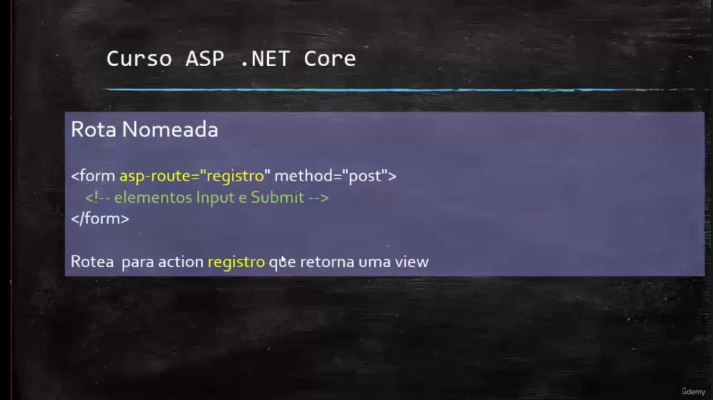 Curso ASP .NET Core
Rota Nomeada
<form asp-route="registro" method="post">
<!-- elementos Input e Submit -->
</form>
Rotea para action registro que retorna uma view
ûdemy